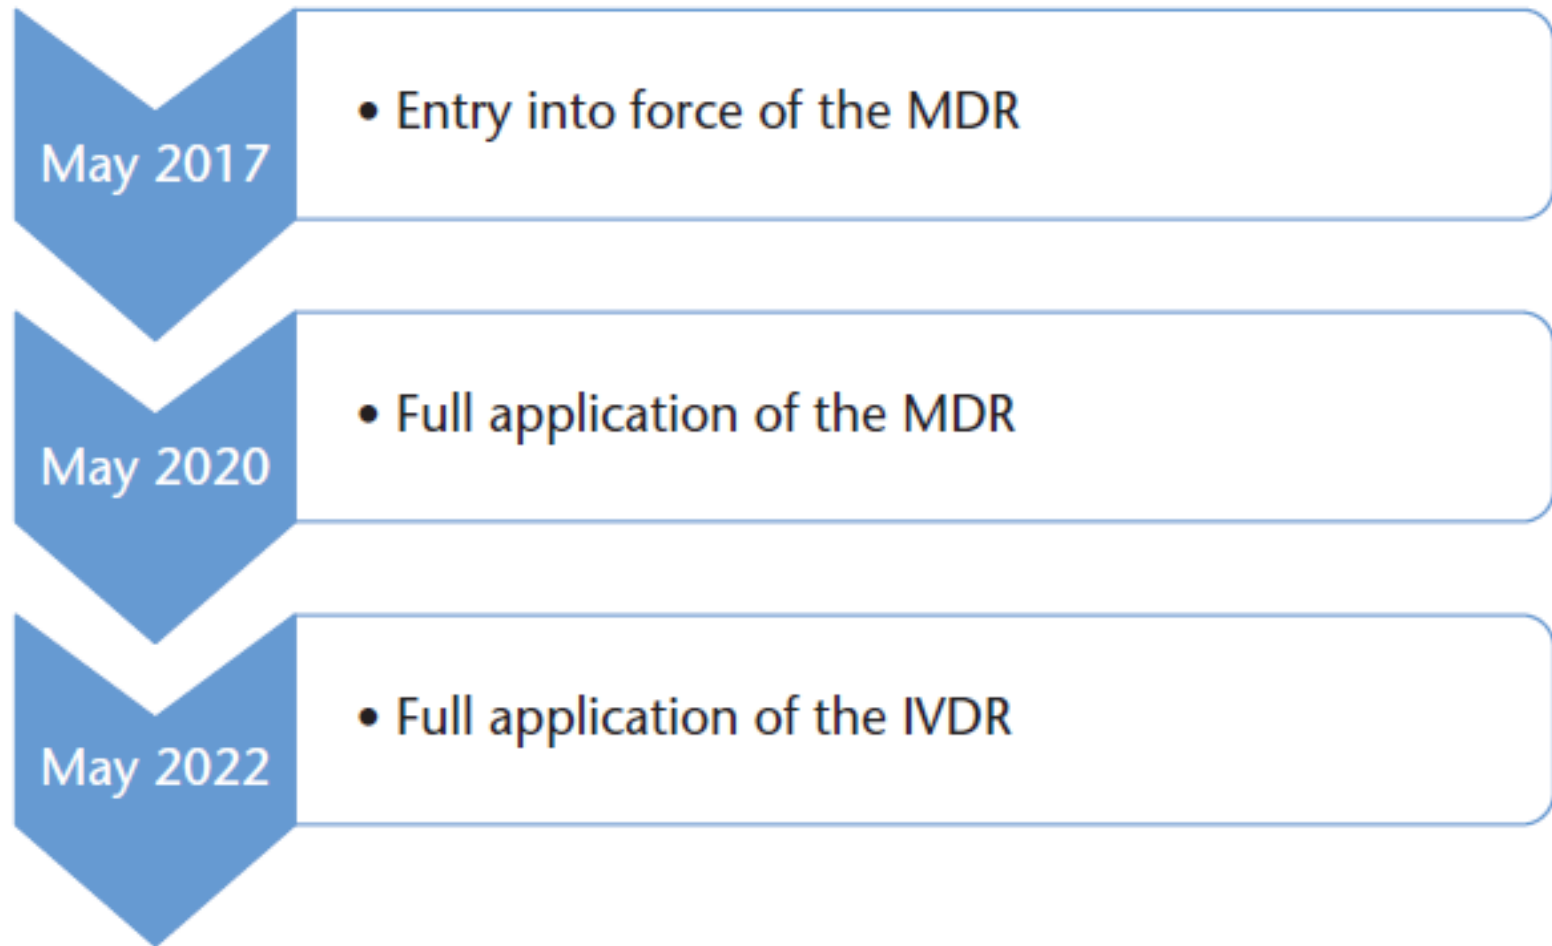 May 2017
• Entry into force of the MDR
May 2020
• Full application of the MDR
May 2022
• Full application of the IVDR